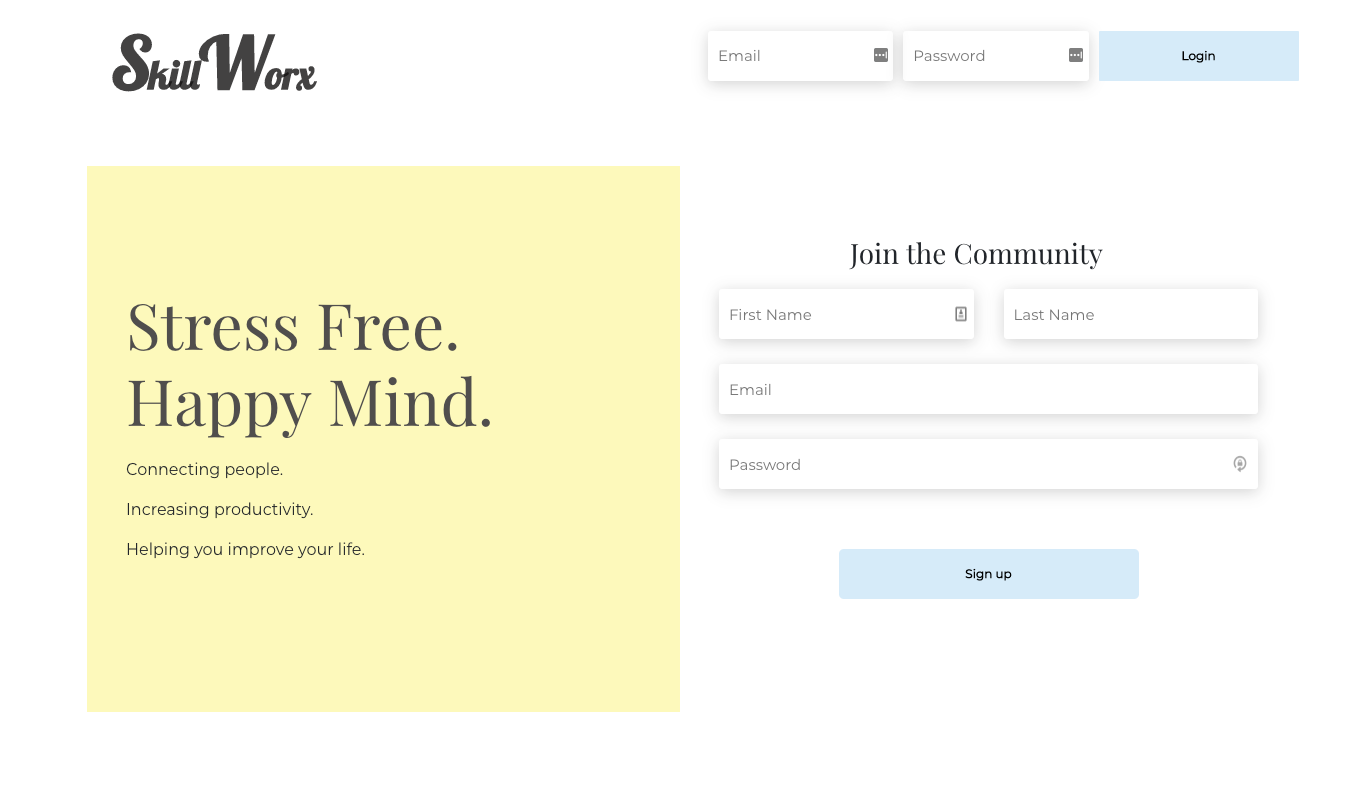 SkillWorx
Email
Password
Login
Stress Free.
Happy Mind.
Connecting people.
Increasing productivity.
Helping you improve your life.
Join the Community
First Name
Last Name
Email
Password
Sign up